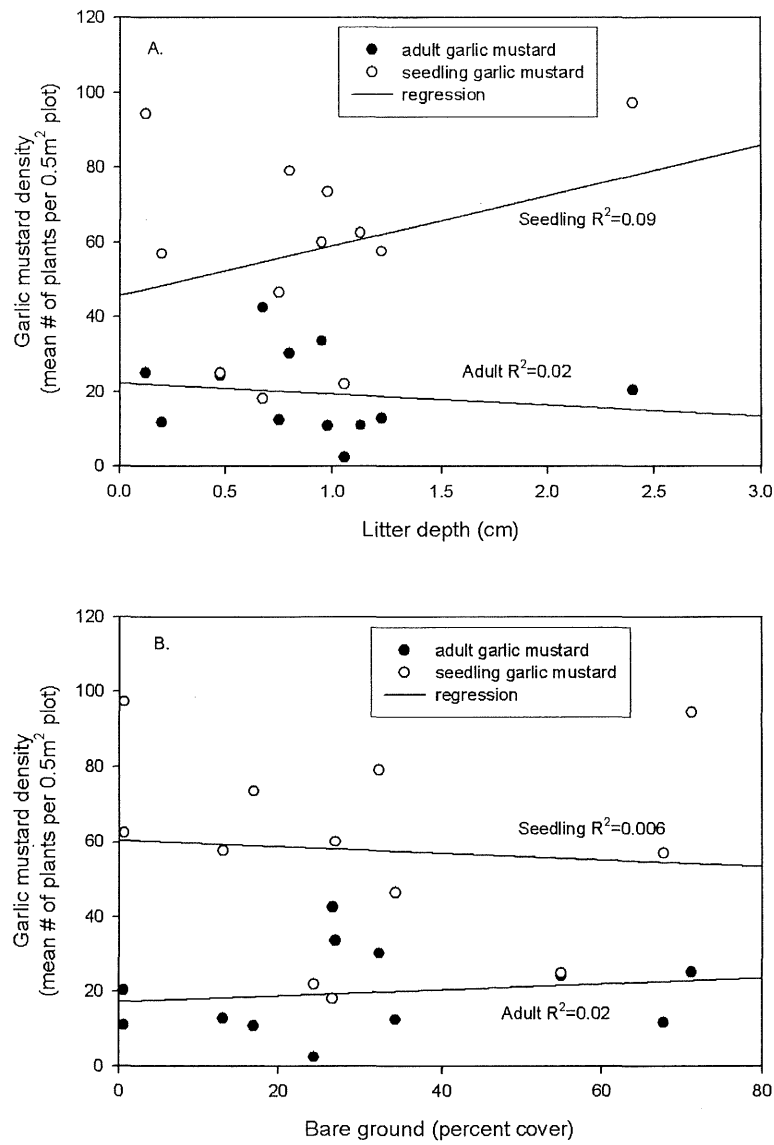 A.
adult garlic mustard
seedling garlic mustard
regression
Garlic mustard density
(mean # of plants per 0.5m² plot)
120
100
80
60
40
20
0
Seedling R²=0.09
Adult R²=0.02
0.0 0.5 1.0 1.5 2.0 2.5 3.0
Litter depth (cm)
B.
adult garlic mustard
seedling garlic mustard
regression
Garlic mustard density
(mean # of plants per 0.5m² plot)
120
100
80
60
40
20
0
Seedling R²=0.006
Adult R²=0.02
0 20 40 60 80
Bare ground (percent cover)